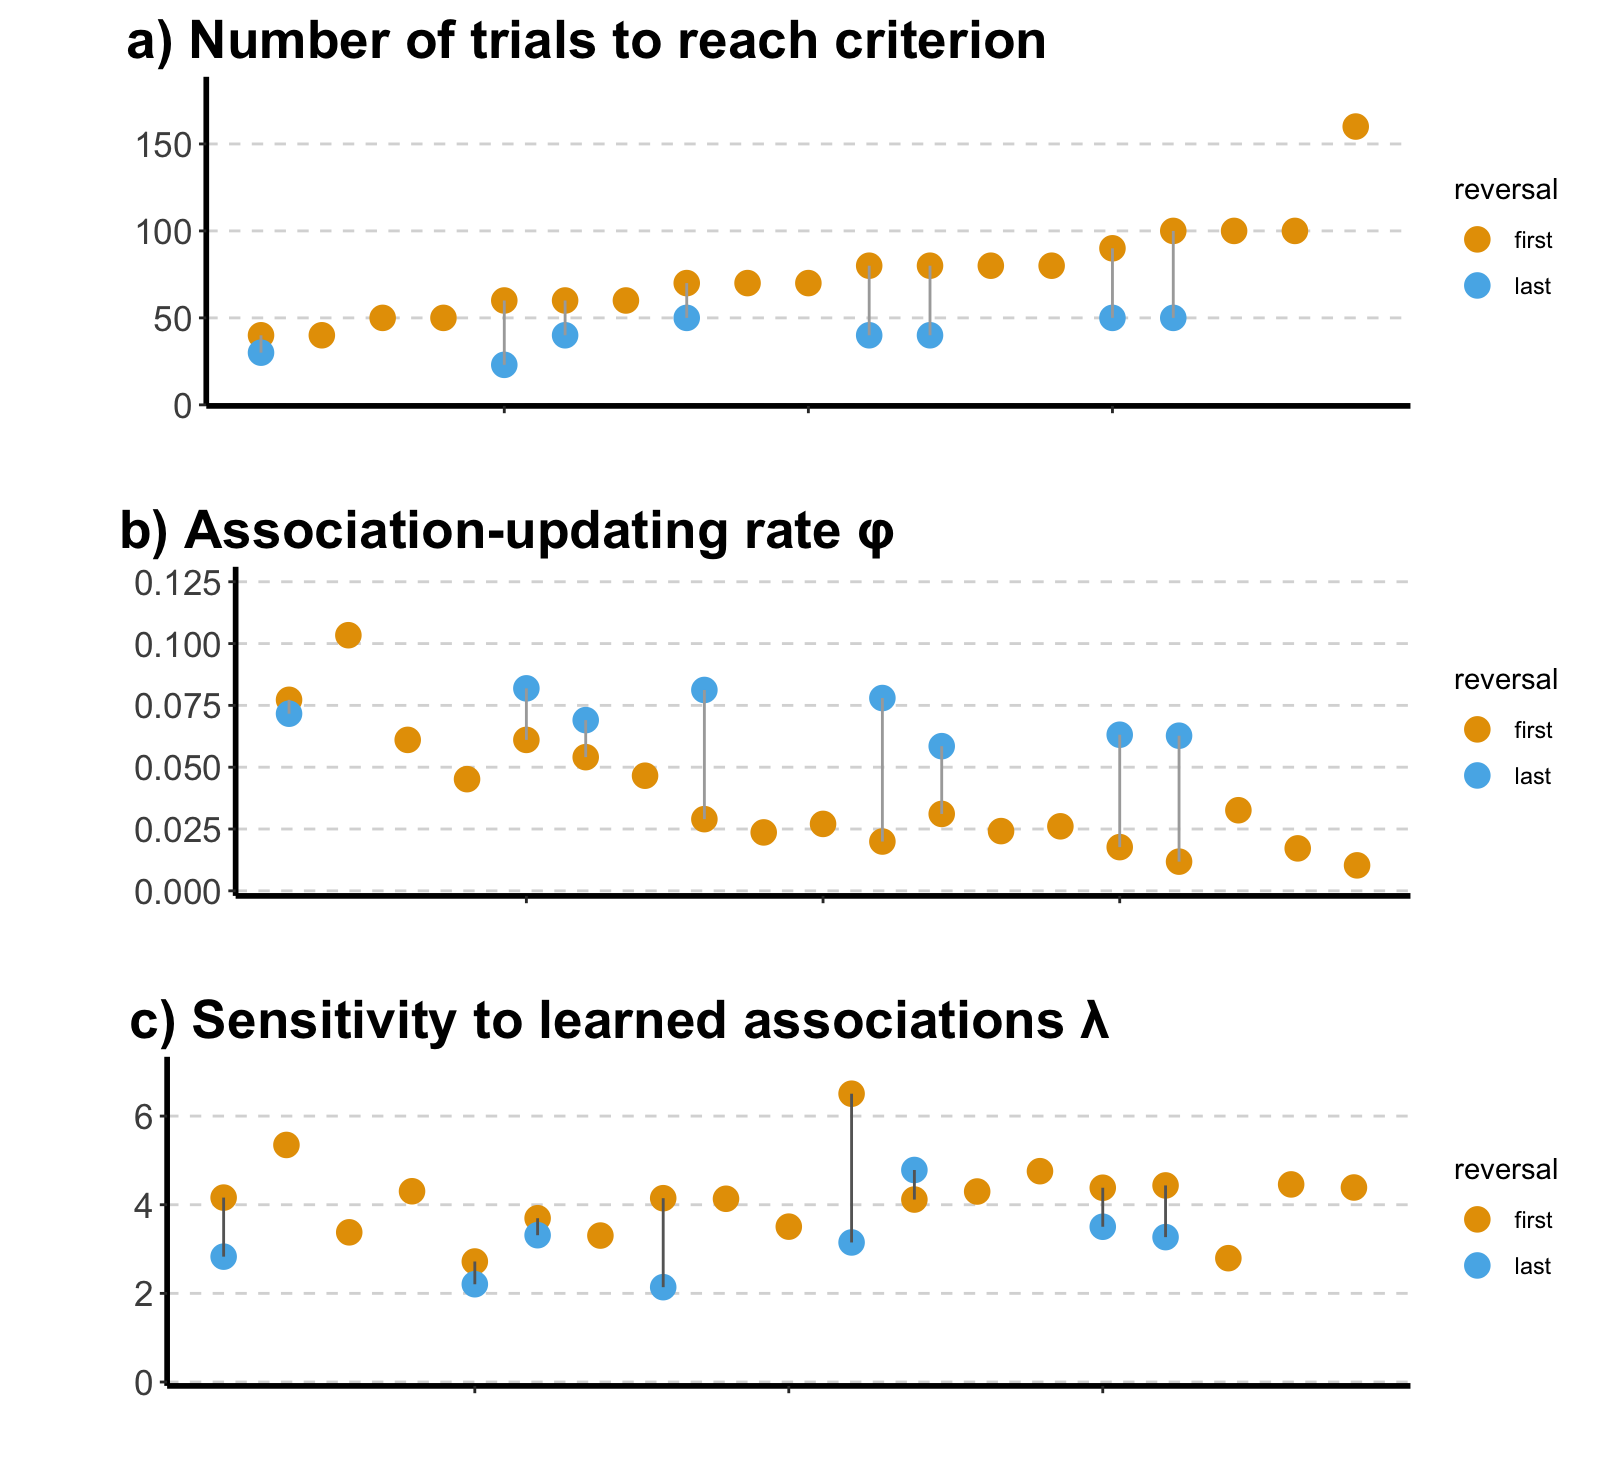 a) Number of trials to reach criterion
150
100
50
0
reversal
first
last
b) Association-updating rate φ
0.125
0.100
0.075
0.050
0.025
0.000
reversal
first
last
c) Sensitivity to learned associations λ
6
4
2
0
reversal
first
last